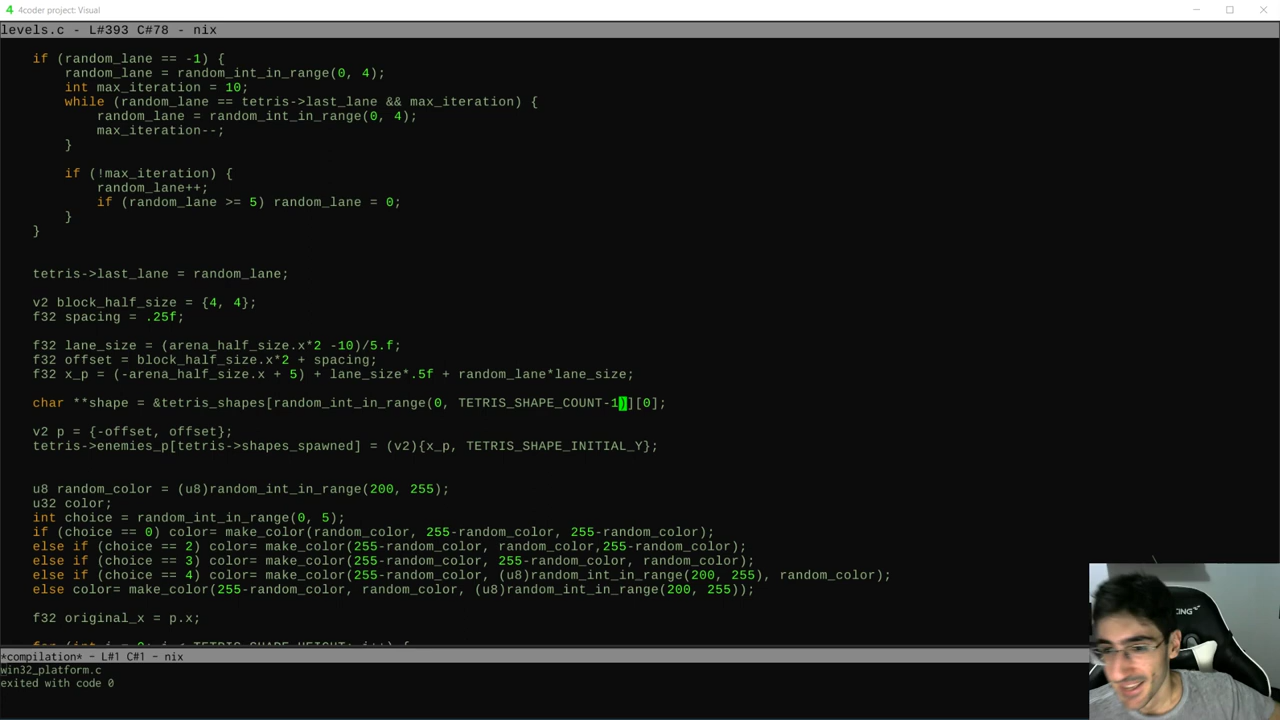 4 4coder project: Visual
levels.c - L#393 C#78 - nix
if (random_lane == -1) {
random_lane = random_int_in_range(0, 4);
int max_iteration = 10;
while (random_lane == tetris->last_lane && max_iteration) {
random_lane = random_int_in_range(0, 4);
max_iteration--;
}
if (!max_iteration) {
random_lane++;
if (random_lane >= 5) random_lane = 0;
}
}
tetris->last_lane = random_lane;
v2 block_half_size = {4, 4};
f32 spacing = .25f;
f32 lane_size = (arena_half_size.x*2 -10)/5.f;
f32 offset = block_half_size.x*2 + spacing;
f32 x_p = (-arena_half_size.x + 5) + lane_size*.5f + random_lane*lane_size;
char **shape = &tetris_shapes[random_int_in_range(0, TETRIS_SHAPE_COUNT-1)][0];
v2 p = {-offset, offset};
tetris->enemies_p[tetris->shapes_spawned] = (v2){x_p, TETRIS_SHAPE_INITIAL_Y};
u8 random_color = (u8)random_int_in_range(200, 255);
u32 color;
int choice = random_int_in_range(0, 5);
if (choice == 0) color= make_color(random_color, 255-random_color, 255-random_color);
else if (choice == 2) color= make_color(255-random_color, random_color,255-random_color);
else if (choice == 3) color= make_color(255-random_color, 255-random_color, random_color);
else if (choice == 4) color= make_color(255-random_color, (u8)random_int_in_range(200, 255), random_color);
else color= make_color(255-random_color, random_color, (u8)random_int_in_range(200, 255));
f32 original_x = p.x;
for (int i = 0; i < TETRIS_SHAPE_HEIGHT; i++) {
*compilation* - L#1 C#1 - nix
win32_platform.c
exited with code 0